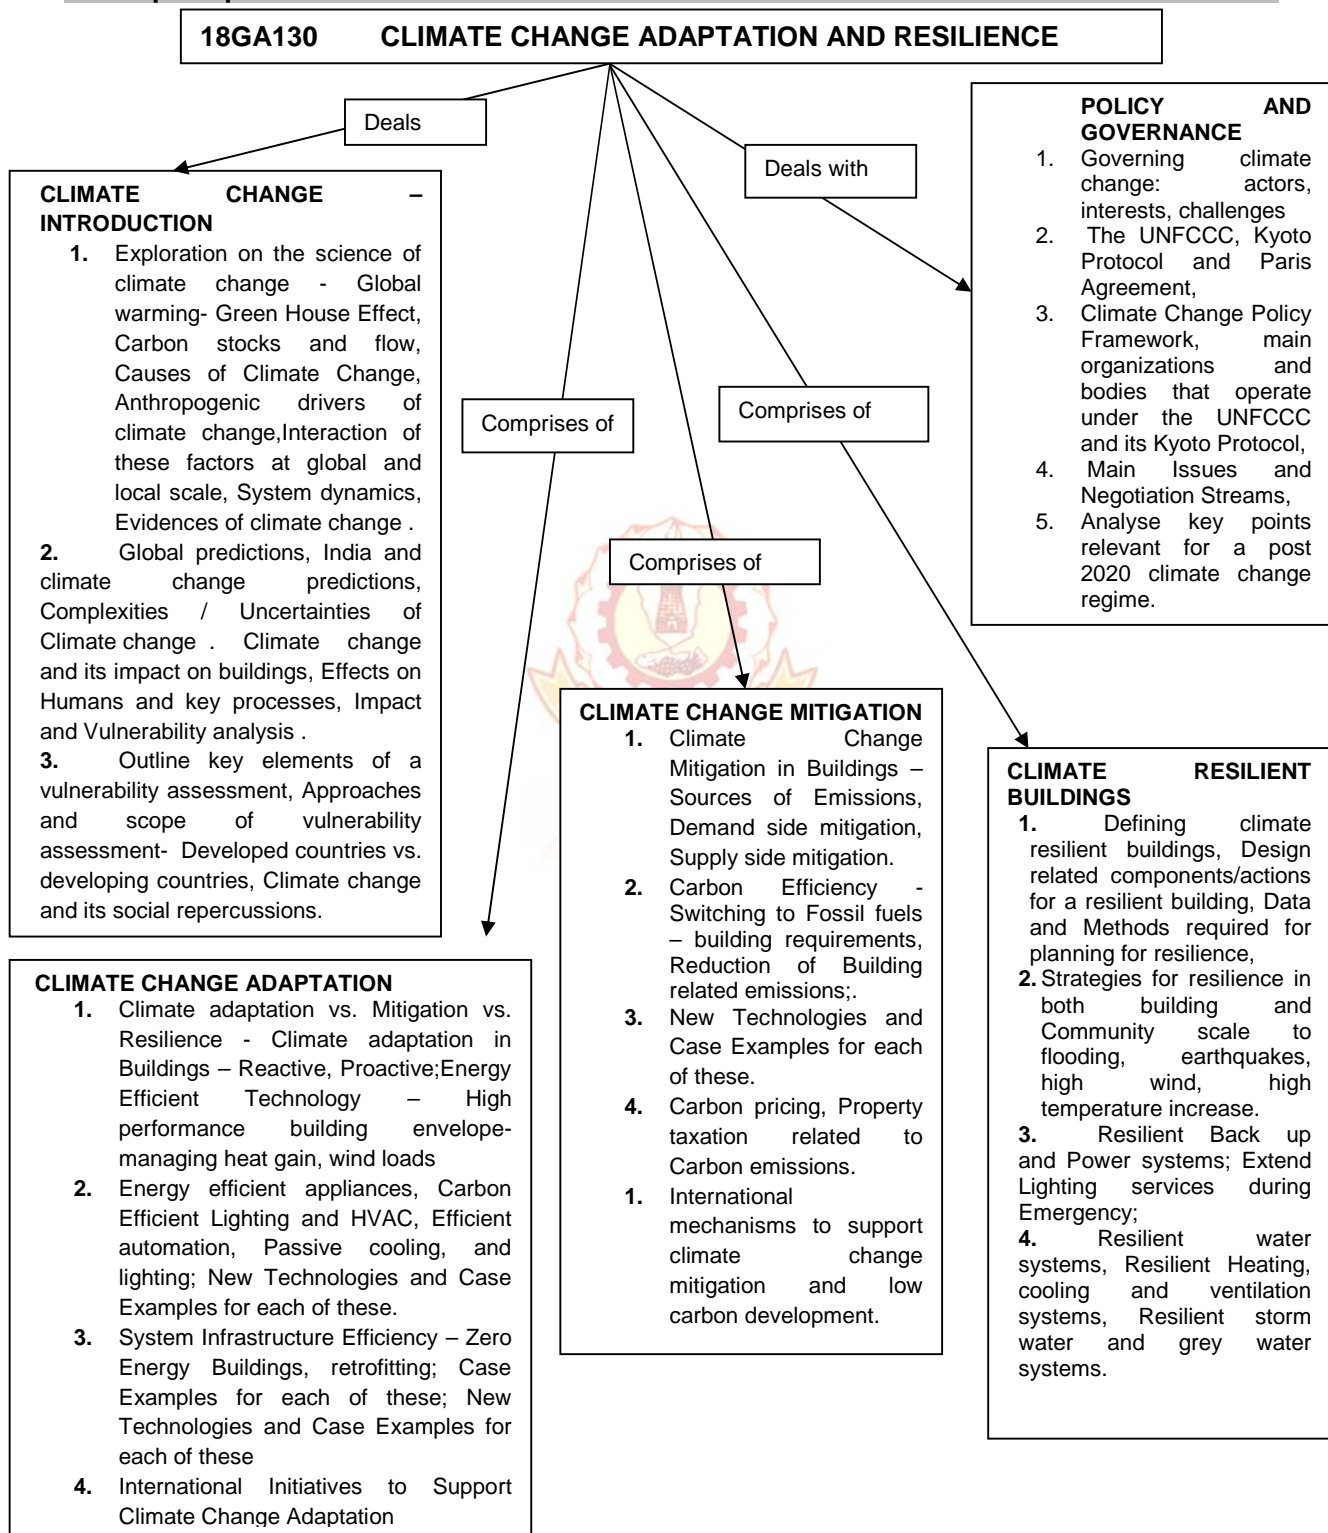 18GA130 CLIMATE CHANGE ADAPTATION AND RESILIENCE
Deals
Deals with
Comprises of
Comprises of
Comprises of
CLIMATE CHANGE –
INTRODUCTION
1. Exploration on the science of
climate change - Global
warming- Green House Effect,
Carbon stocks and flow,
Causes of Climate Change,
Anthropogenic drivers of
climate change,Interaction of
these factors at global and
local scale, System dynamics,
Evidences of climate change .
2. Global predictions, India and
climate change predictions,
Complexities / Uncertainties of
Climate change . Climate change
and its impact on buildings, Effects on
Humans and key processes, Impact
and Vulnerability analysis .
3. Outline key elements of a
vulnerability assessment, Approaches
and scope of vulnerability
assessment- Developed countries vs.
developing countries, Climate change
and its social repercussions.
POLICY AND
GOVERNANCE
1. Governing climate
change: actors,
interests, challenges
2. The UNFCCC, Kyoto
Protocol and Paris
Agreement,
3. Climate Change Policy
Framework, main
organizations and
bodies that operate
under the UNFCCC
and its Kyoto Protocol,
4. Main Issues and
Negotiation Streams,
5. Analyse key points
relevant for a post
2020 climate change
regime.
CLIMATE CHANGE MITIGATION
1. Climate Change
Mitigation in Buildings –
Sources of Emissions,
Demand side mitigation,
Supply side mitigation.
2. Carbon Efficiency -
Switching to Fossil fuels
– building requirements,
Reduction of Building
related emissions;.
3. New Technologies and
Case Examples for each
of these.
4. Carbon pricing, Property
taxation related to
Carbon emissions.
1. International
mechanisms to support
climate change
mitigation and low
carbon development.
CLIMATE RESILIENT
BUILDINGS
1. Defining climate
resilient buildings, Design
related components/actions
for a resilient building, Data
and Methods required for
planning for resilience,
2. Strategies for resilience in
both building and
Community scale to
flooding, earthquakes,
high wind, high
temperature increase.
3. Resilient Back up
and Power systems; Extend
Lighting services during
Emergency;
4. Resilient water
systems, Resilient Heating,
cooling and ventilation
systems, Resilient storm
water and grey water
systems.
CLIMATE CHANGE ADAPTATION
1. Climate adaptation vs. Mitigation vs.
Resilience - Climate adaptation in
Buildings – Reactive, Proactive;Energy
Efficient Technology – High
performance building envelope-
managing heat gain, wind loads
2. Energy efficient appliances, Carbon
Efficient Lighting and HVAC, Efficient
automation, Passive cooling, and
lighting; New Technologies and Case
Examples for each of these.
3. System Infrastructure Efficiency – Zero
Energy Buildings, retrofitting; Case
Examples for each of these; New
Technologies and Case Examples for
each of these
4. International Initiatives to Support
Climate Change Adaptation